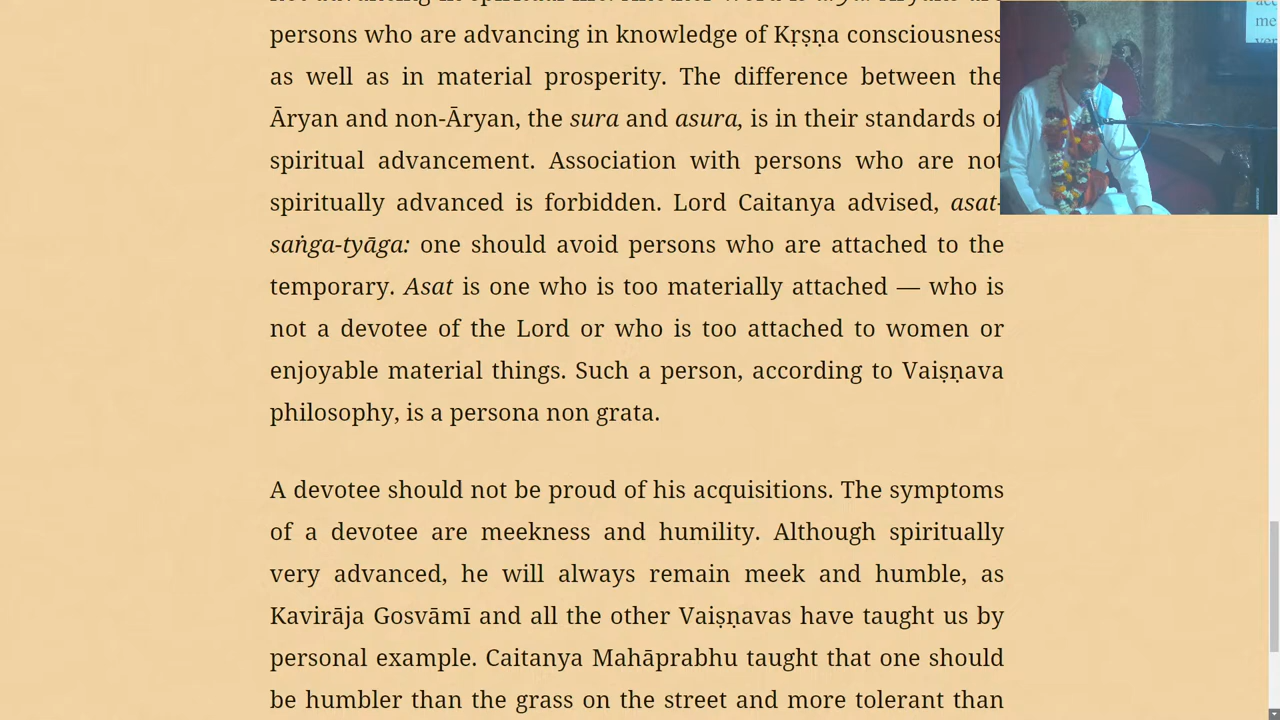 persons who are advancing in knowledge of Kṛṣṇa consciousness
as well as in material prosperity. The difference between the
Āryan and non-Āryan, the sura and asura, is in their standards of
spiritual advancement. Association with persons who are not
spiritually advanced is forbidden. Lord Caitanya advised, asat-
saṅga-tyāga: one should avoid persons who are attached to the
temporary. Asat is one who is too materially attached — who is
not a devotee of the Lord or who is too attached to women or
enjoyable material things. Such a person, according to Vaiṣṇava
philosophy, is a persona non grata.
A devotee should not be proud of his acquisitions. The symptoms
of a devotee are meekness and humility. Although spiritually
very advanced, he will always remain meek and humble, as
Kavirāja Gosvāmī and all the other Vaiṣṇavas have taught us by
personal example. Caitanya Mahāprabhu taught that one should
be humbler than the grass on the street and more tolerant than